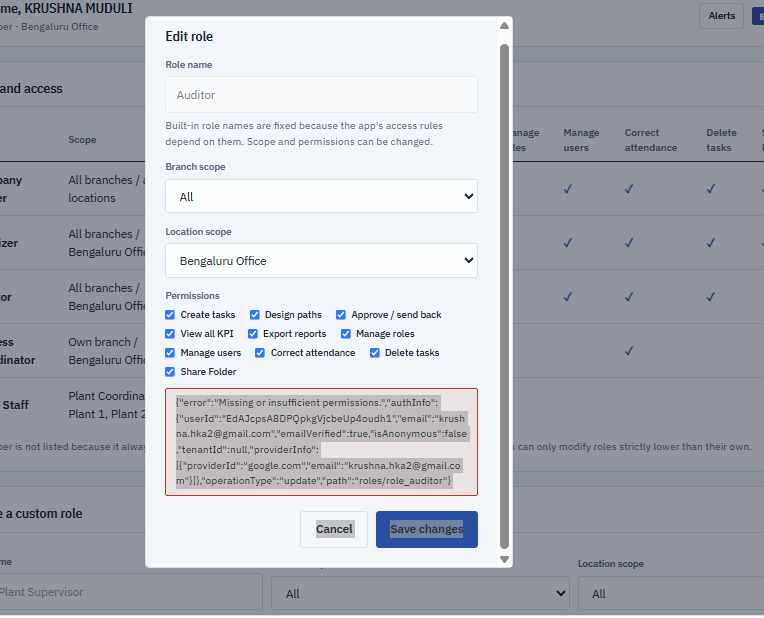 me, KRUSHNA MUDULI
ber · Bengaluru Office
Alerts
and access
Scope
anage
les
Manage
users
Correct
attendance
Delete
tasks
pany
er
All branches /
locations
izer
All branches /
Bengaluru Offic
tor
All branches /
Bengaluru Offic
ess
dinator
Own branch /
Bengaluru Offic
Staff
Plant Coordina
Plant 1, Plant 2
per is not listed because it alway
s can only modify roles strictly lower than their own.
e a custom role
me
Plant Supervisor
All
Location scope
All
Edit role
Role name
Auditor
Built-in role names are fixed because the app's access rules
depend on them. Scope and permissions can be changed.
Branch scope
All
Location scope
Bengaluru Office
Permissions
Create tasks Design paths Approve / send back
View all KPI Export reports Manage roles
Manage users Correct attendance Delete tasks
Share Folder
{"error":"Missing or insufficient permissions.","authInfo":
{"userId":"EdAJcpsA8DPQpkgVjcbeUp4oudh1","email":"krush
na.hka2@gmail.com","emailVerified":true,"isAnonymous":false
,"tenantId":null,"providerInfo":
[{"providerId":"google.com","email":"krushna.hka2@gmail.co
m"}]},"operationType":"update","path":"roles/role_auditor"}
Cancel
Save changes